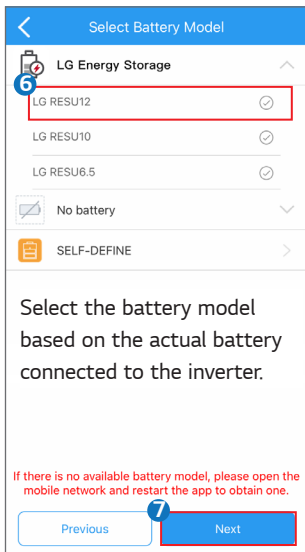 Select Battery Model
LG Energy Storage
6
LG RESU12
LG RESU10
LG RESU6.5
No battery
SELF-DEFINE
Select the battery model
based on the actual battery
connected to the inverter.
If there is no available battery model, please open the
mobile network and restart the app to obtain one.
7
Previous
Next